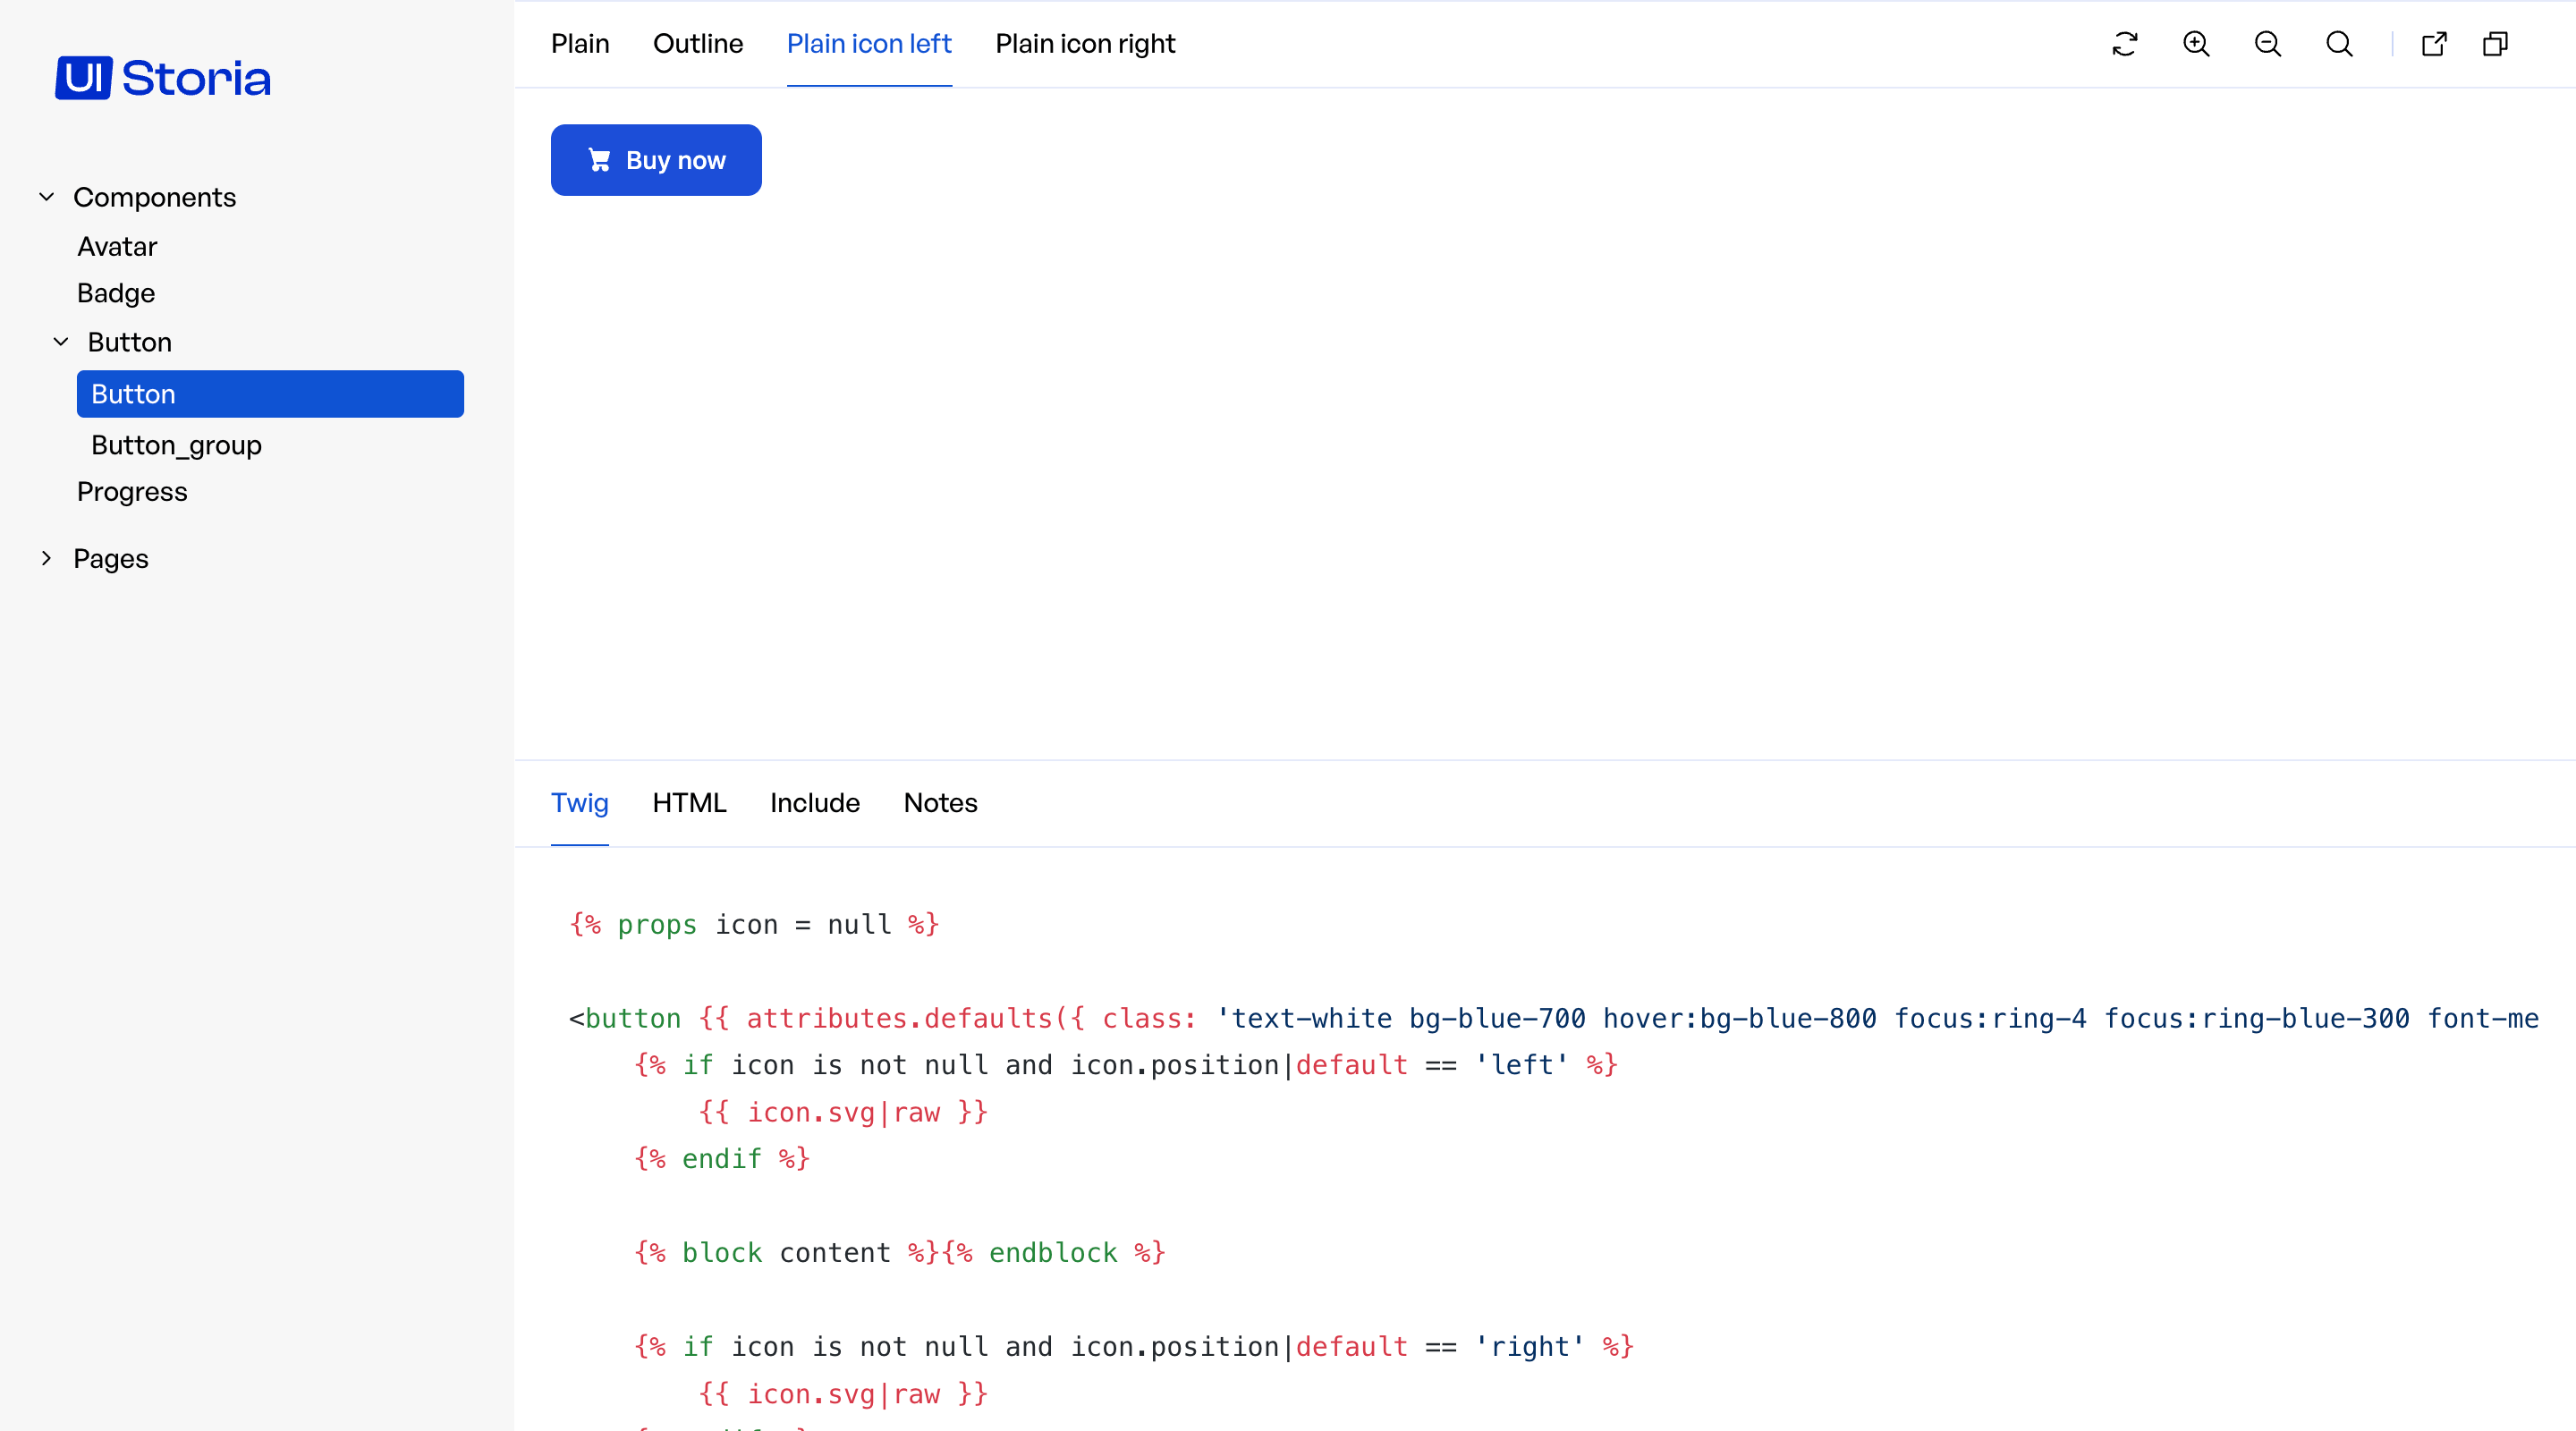 UI Storia
Components
Avatar
Badge
Button
Button
Button_group
Progress
Pages
Plain Outline Plain icon left Plain icon right
Buy now
Twig HTML Include Notes
{% props icon = null %}
<button {{ attributes.defaults({ class: 'text-white bg-blue-700 hover:bg-blue-800 focus:ring-4 focus:ring-blue-300 font-me
{% if icon is not null and icon.position|default == 'left' %}
{{ icon.svg|raw }}
{% endif %}
{% block content %}{% endblock %}
{% if icon is not null and icon.position|default == 'right' %}
{{ icon.svg|raw }}